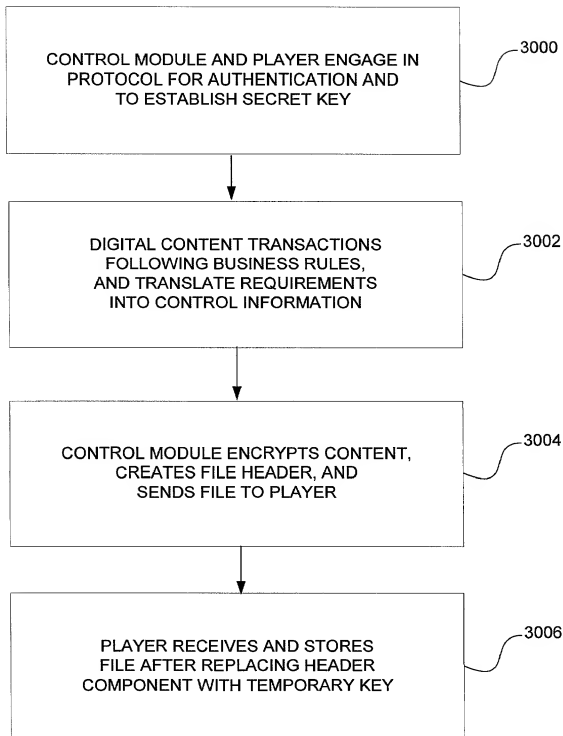 CONTROL MODULE AND PLAYER ENGAGE IN
PROTOCOL FOR AUTHENTICATION AND
TO ESTABLISH SECRET KEY
3000
DIGITAL CONTENT TRANSACTIONS
FOLLOWING BUSINESS RULES,
AND TRANSLATE REQUIREMENTS
INTO CONTROL INFORMATION
3002
CONTROL MODULE ENCRYPTS CONTENT,
CREATES FILE HEADER, AND
SENDS FILE TO PLAYER
3004
PLAYER RECEIVES AND STORES
FILE AFTER REPLACING HEADER
COMPONENT WITH TEMPORARY KEY
3006